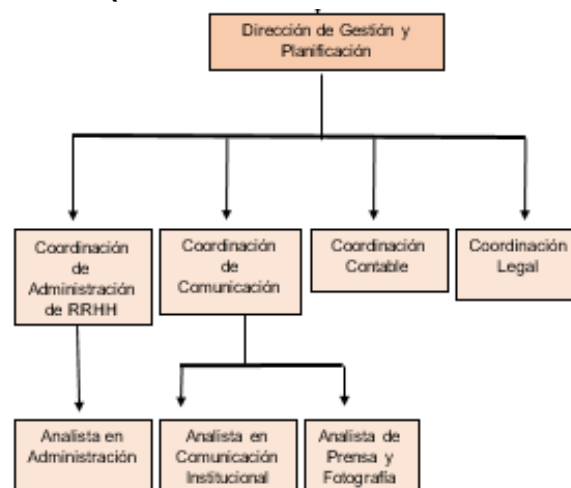 Dirección de Gestión y
Planificación
Coordinación
de
Administración
de RRHH
Coordinación
de
Comunicación
Coordinación
Contable
Coordinación
Legal
Analista en
Administración
Analista en
Comunicación
Institucional
Analista de
Prensa y
Fotografía